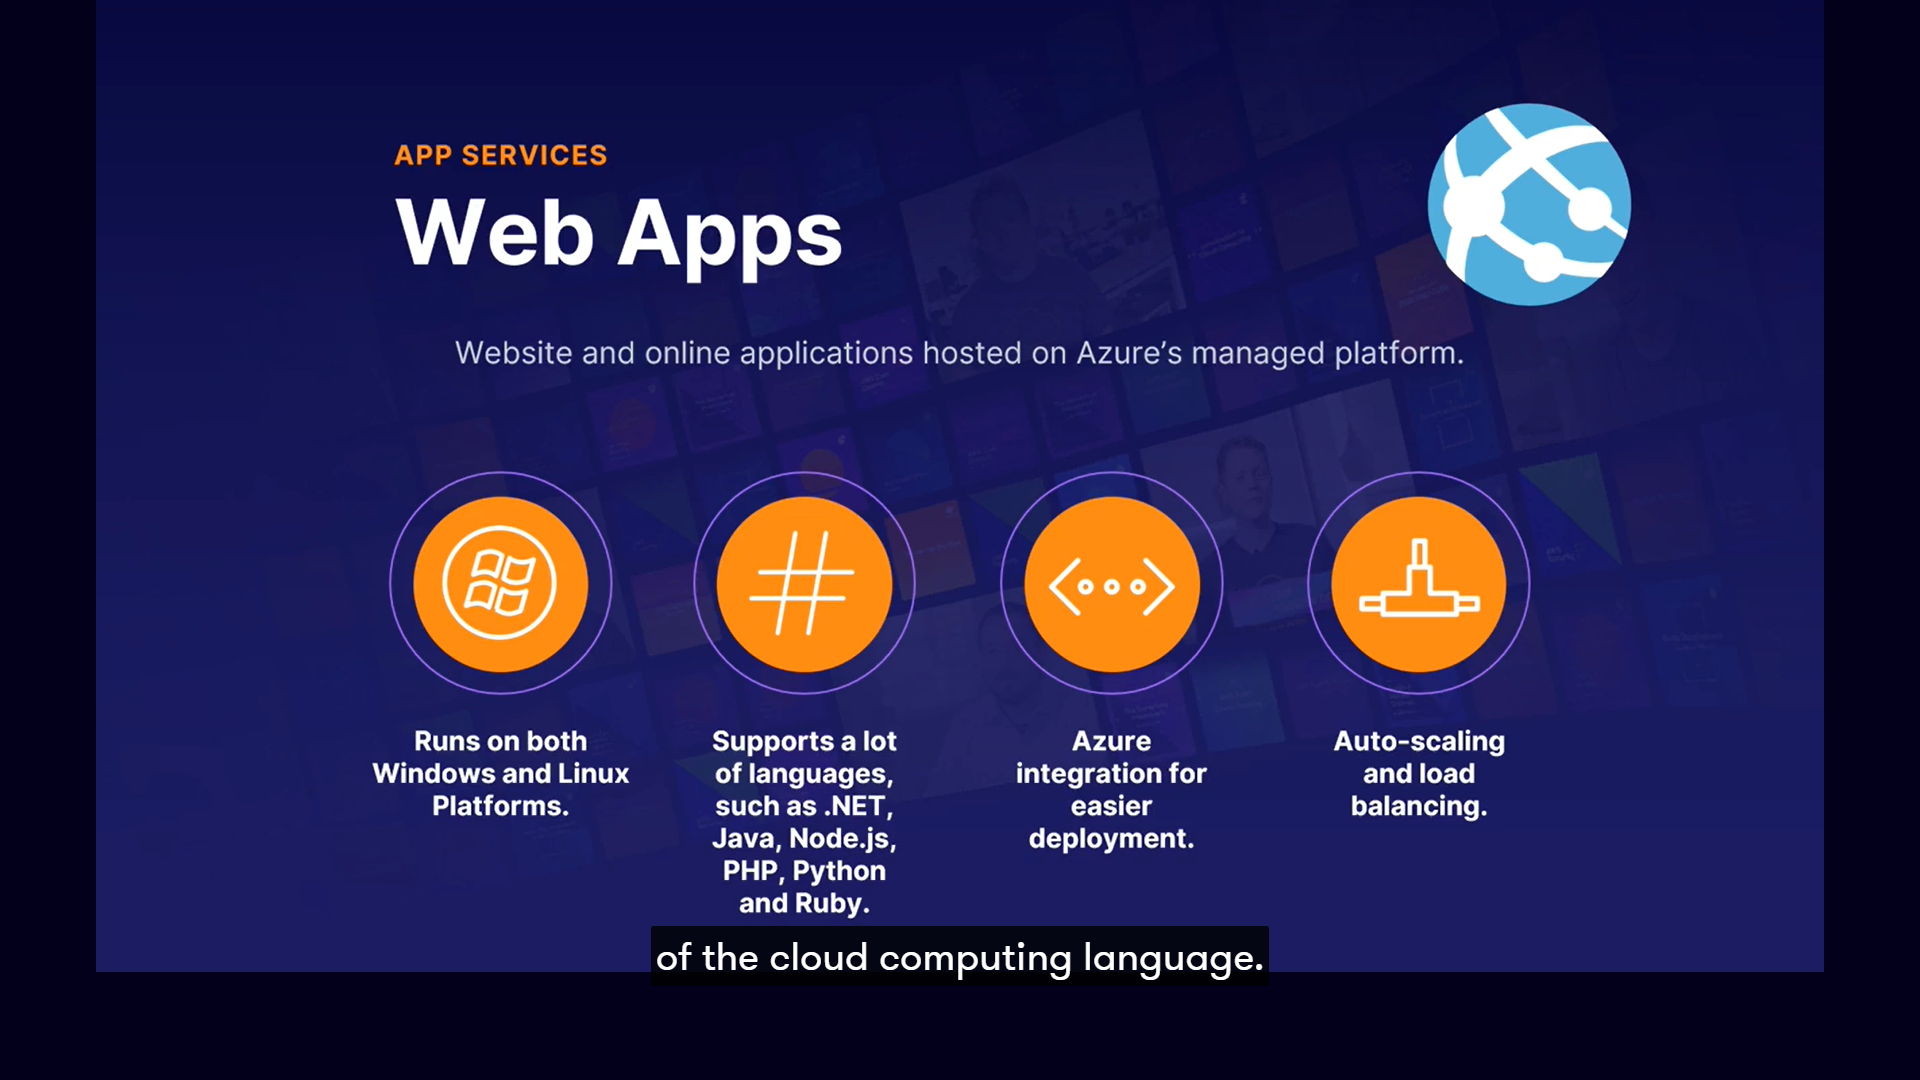 APP SERVICES
Web Apps
Website and online applications hosted on Azure’s managed platform.
Runs on both
Windows and Linux
Platforms.
Supports a lot
of languages,
such as .NET,
Java, Node.js,
PHP, Python
and Ruby.
Azure
integration for
easier
deployment.
Auto-scaling
and load
balancing.
of the cloud computing language.